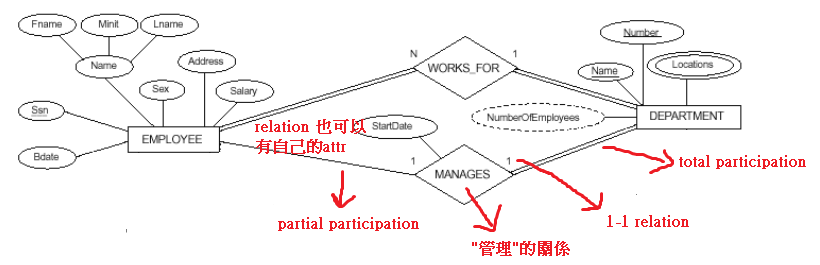 Fname
Minit
Lname
Name
Address
Sex
Salary
Ssn
Bdate
EMPLOYEE
N
WORKS_FOR
1
Number
Name
Locations
NumberOfEmployees
DEPARTMENT
relation 也可以
有自己的attr
StartDate
1
MANAGES
1
total participation
partial participation
1-1 relation
"管理"的關係